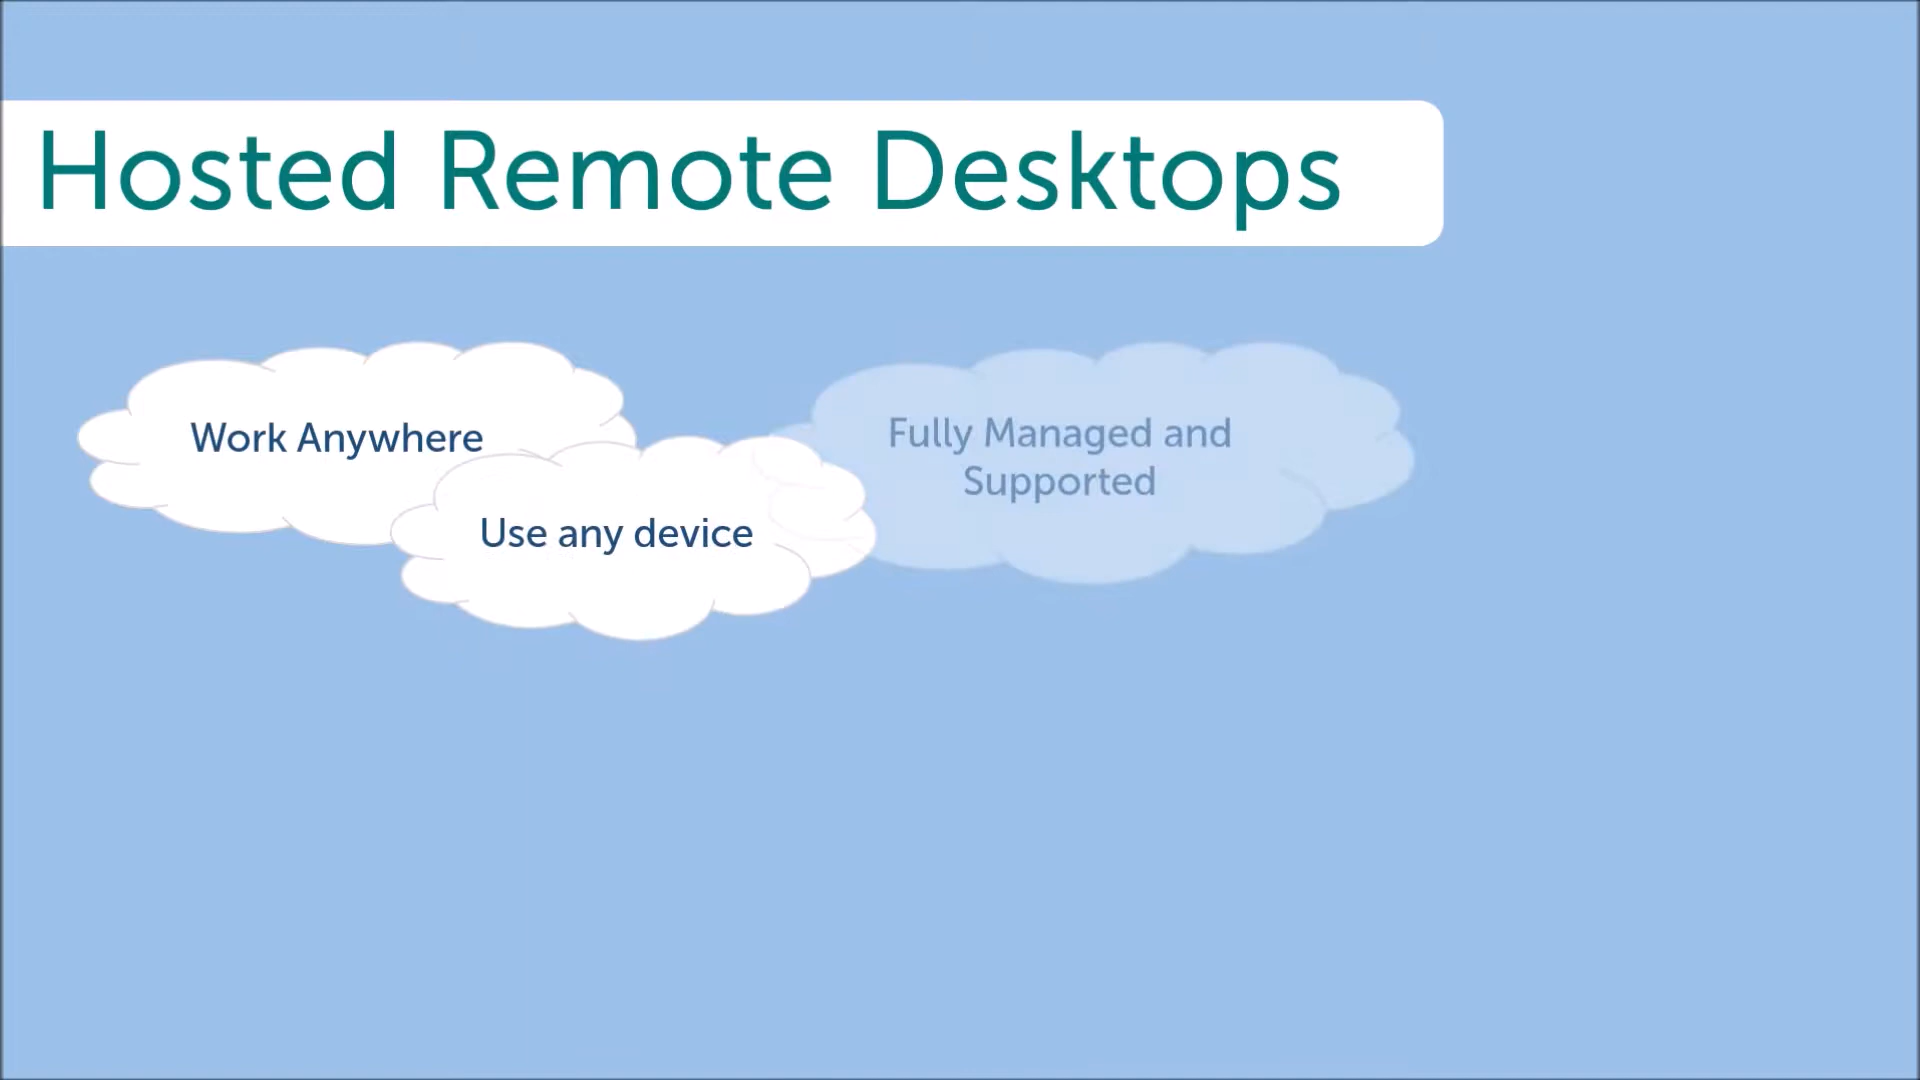 Hosted Remote Desktops
Work Anywhere
Use any device
Fully Managed and
Supported